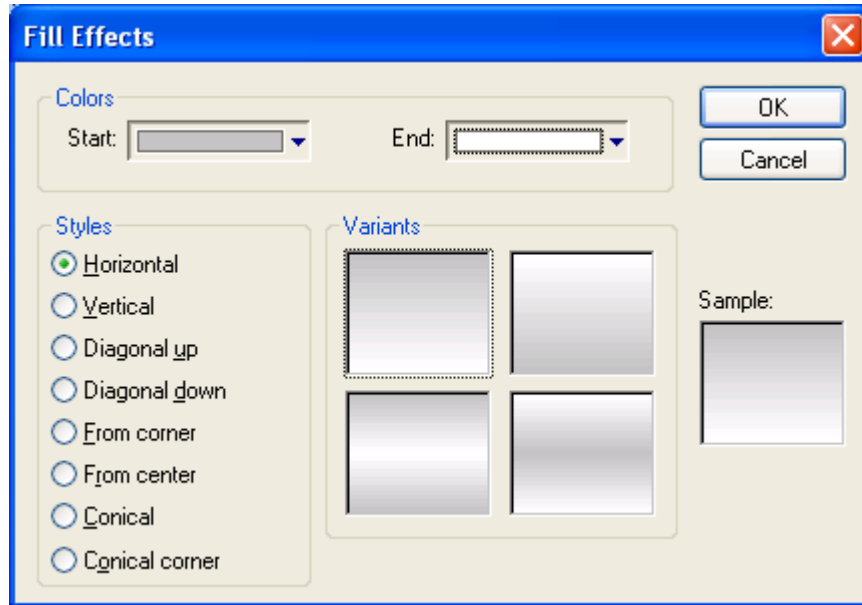 Fill Effects
Colors
Start:
End:
OK
Cancel
Styles
Horizontal
Vertical
Diagonal up
Diagonal down
From corner
From center
Conical
Conical corner
Variants
Sample: